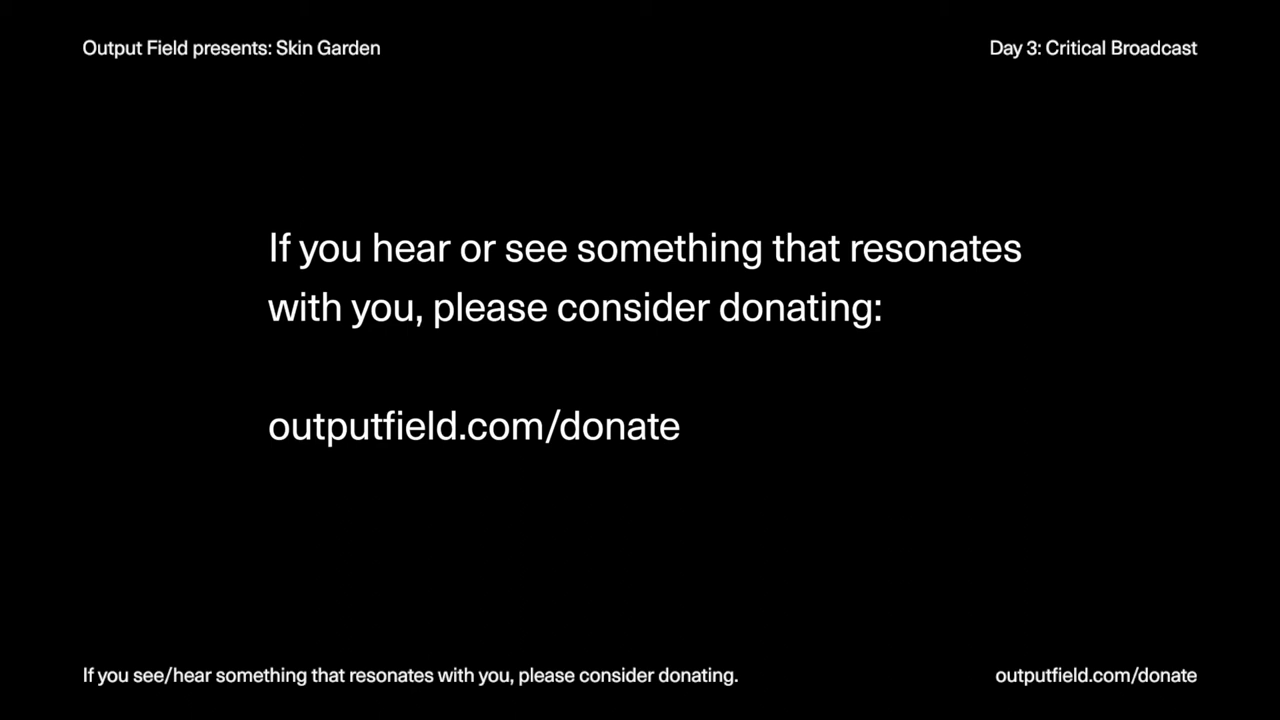 Output Field presents: Skin Garden
Day 3: Critical Broadcast
If you hear or see something that resonates
with you, please consider donating:
outputfield.com/donate
If you see/hear something that resonates with you, please consider donating.
outputfield.com/donate